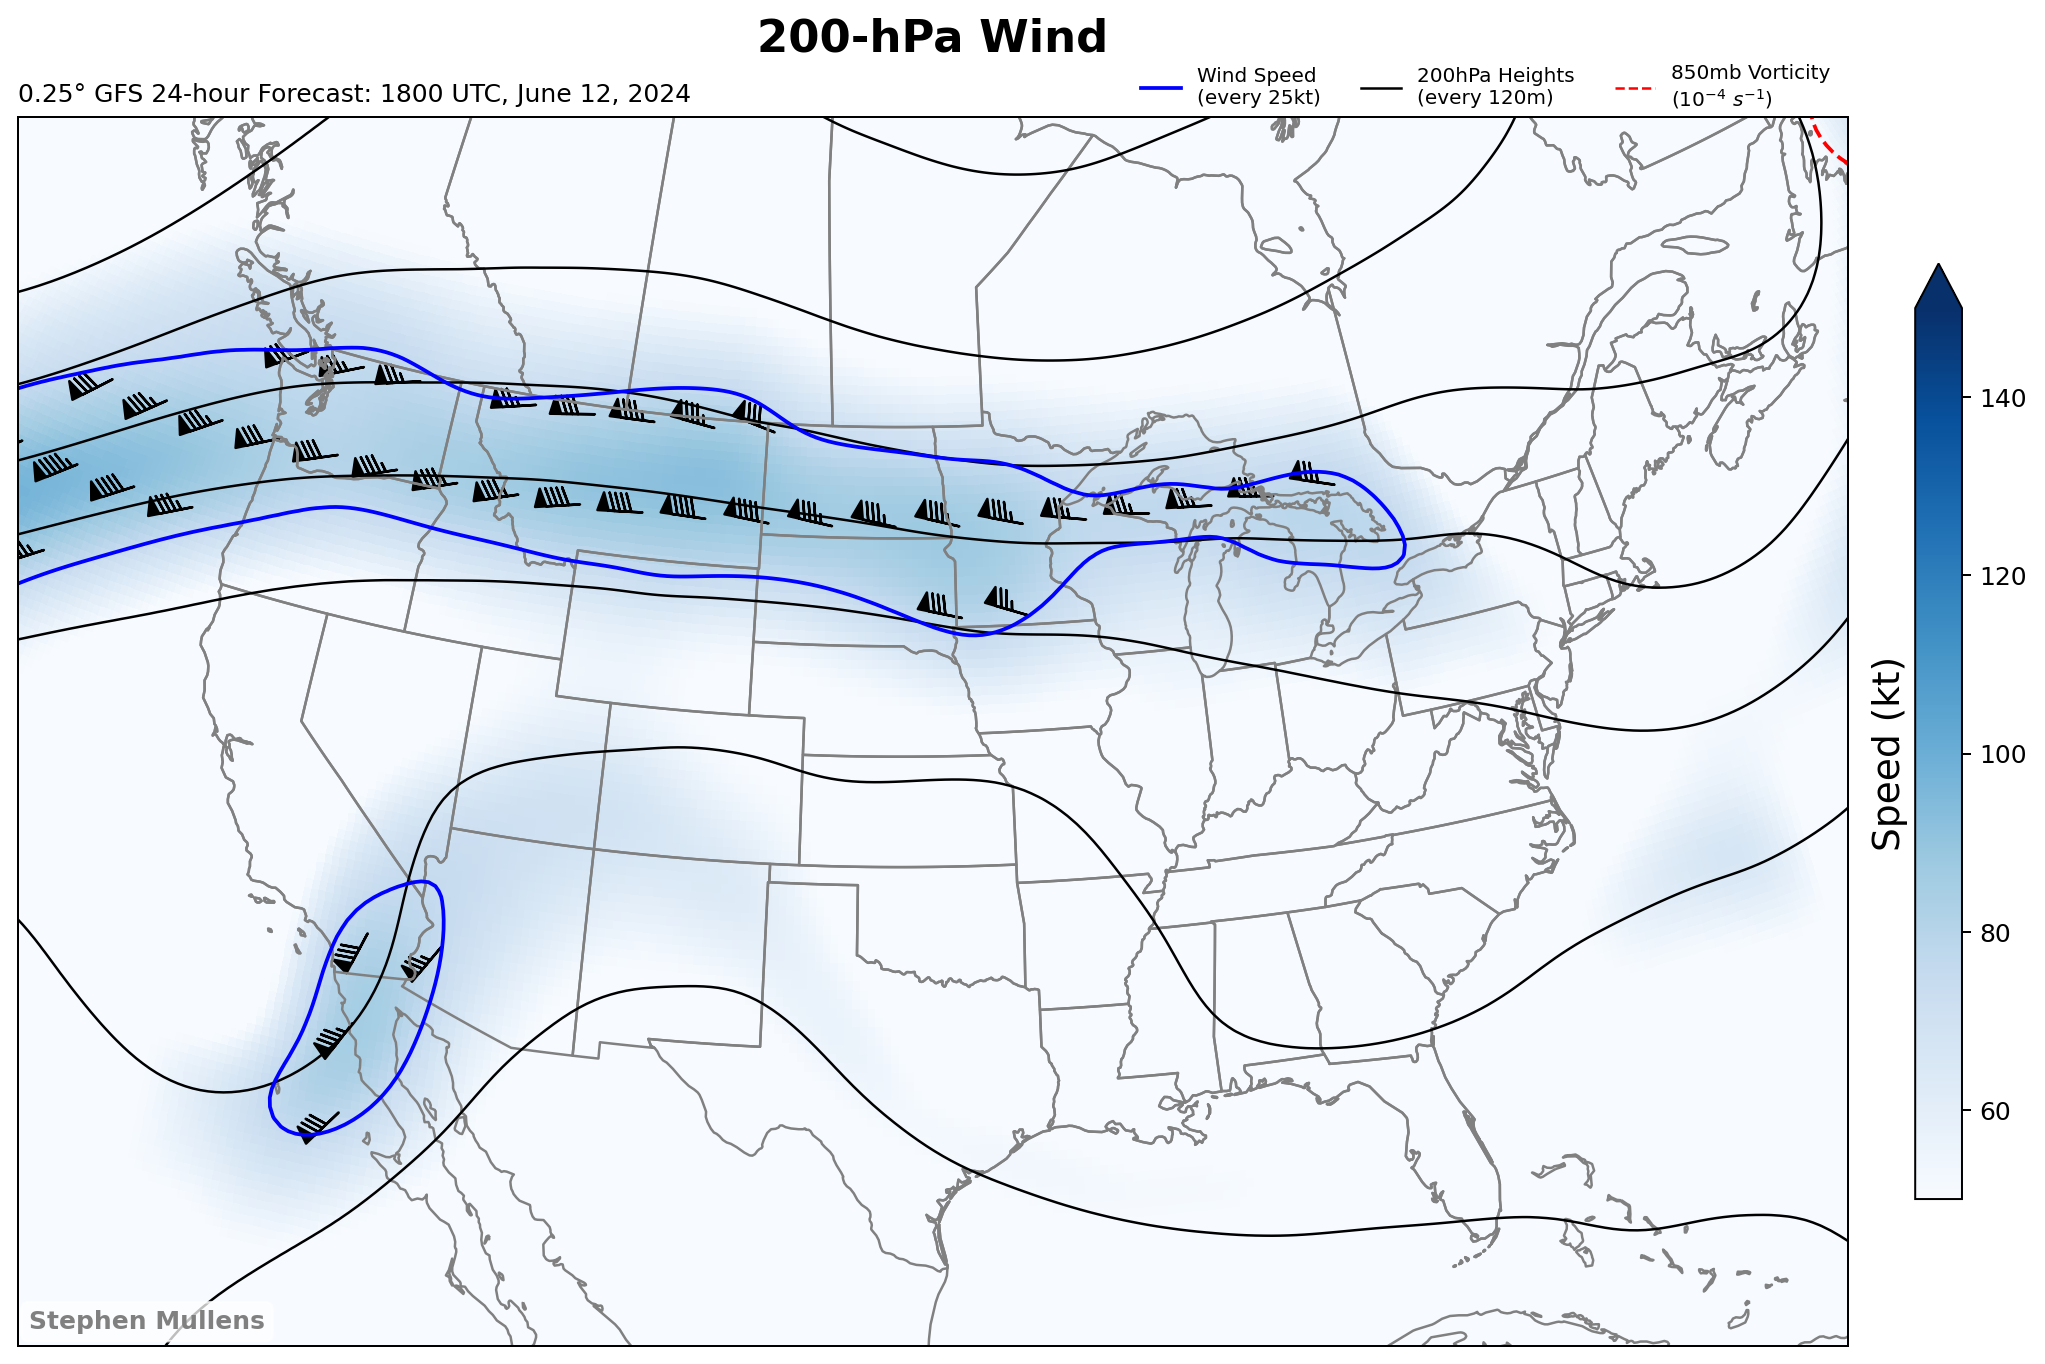 200-hPa Wind
0.25° GFS 24-hour Forecast: 1800 UTC, June 12, 2024
Wind Speed
(every 25kt)
200hPa Heights
(every 120m)
850mb Vorticity
(10⁻⁴ s⁻¹)
140
120
100
80
60
Speed (kt)
Stephen Mullens